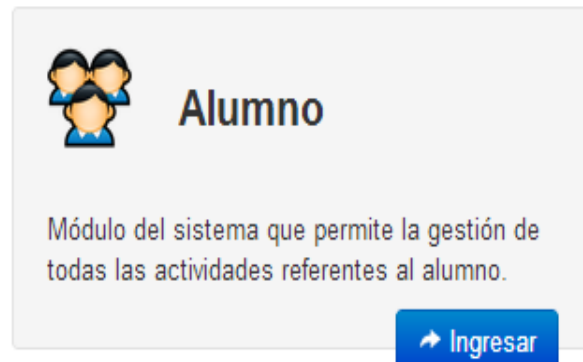 Alumno
Módulo del sistema que permite la gestión de
todas las actividades referentes al alumno.
Ingresar